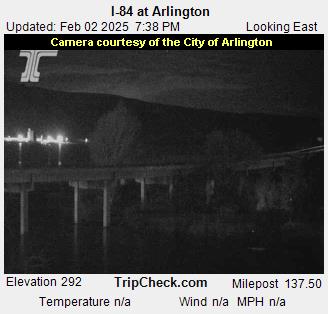 I-84 at Arlington
Updated: Feb 02 2025 7:38 PM Looking East
Camera courtesy of the City of Arlington
Elevation 292 TripCheck.com Milepost 137.50
Temperature n/a Wind n/a MPH n/a